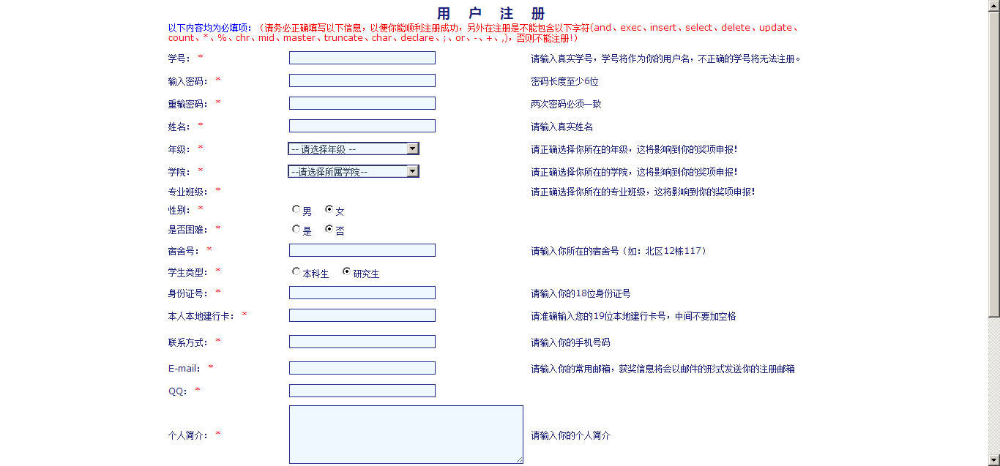 用 户 注 册
以下内容均为必填项：（请务必正确填写以下信息，以便你能顺利注册成功，另外在注册是不能包含以下字符(and、exec、insert、select、delete、update、
count、*、%、chr、mid、master、truncate、char、declare、;、or、-、+、,)，否则不能注册!）
学号： * 请输入真实学号，学号将作为你的用户名，不正确的学号将无法注册。
输入密码： * 密码长度至少6位
重输密码： * 两次密码必须一致
姓名： * 请输入真实姓名
年级： * -- 请选择年级 -- 请正确选择你所在的年级，这将影响到你的奖项申报!
学院： * --请选择所属学院-- 请正确选择你所在的学院，这将影响到你的奖项申报!
专业班级： * 请正确选择你所在的专业班级，这将影响到你的奖项申报!
性别： * 男 女
是否困难： * 是 否
宿舍号： * 请输入你所在的宿舍号（如：北区12栋117）
学生类型： * 本科生 研究生
身份证号： * 请输入你的18位身份证号
本人本地建行卡： * 请准确输入您的19位本地建行卡号，中间不要加空格
联系方式： * 请输入你的手机号码
E-mail： * 请输入你的常用邮箱，获奖信息将会以邮件的形式发送你的注册邮箱
QQ： *
个人简介： * 请输入你的个人简介